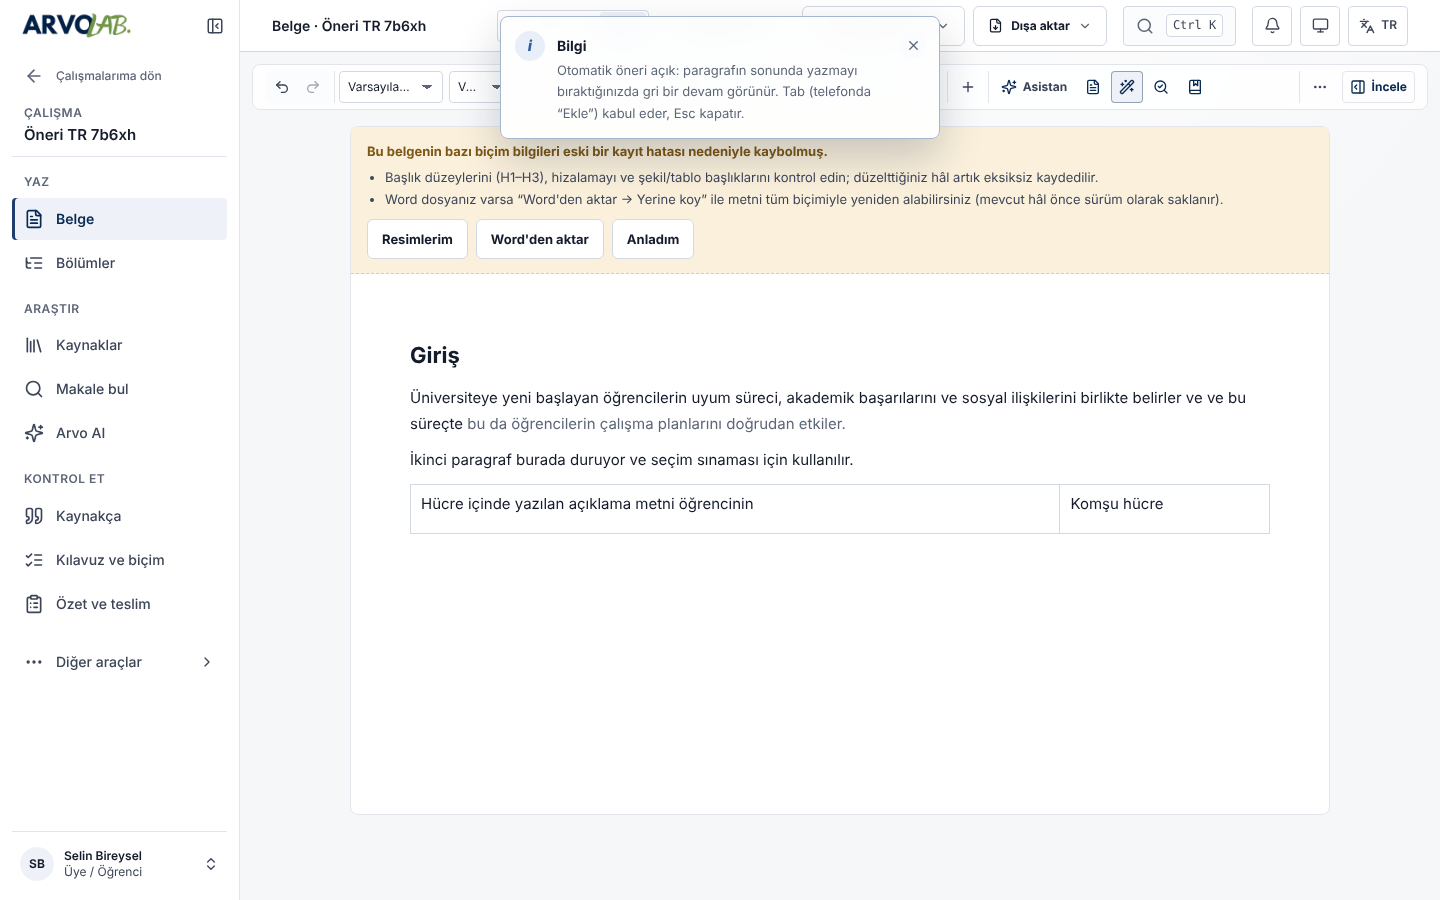 ARVOLAB.
Çalışmalarıma dön
ÇALIŞMA
Öneri TR 7b6xh
YAZ
Belge
Bölümler
ARAŞTIR
Kaynaklar
Makale bul
Arvo AI
KONTROL ET
Kaynakça
Kılavuz ve biçim
Özet ve teslim
Diğer araçlar
SB
Selin Bireysel
Üye / Öğrenci
Belge · Öneri TR 7b6xh
Dışa aktar
Ctrl K
TR
Varsayıla...
V...
Asistan
İncele
i
Bilgi
Otomatik öneri açık: paragrafın sonunda yazmayı
bıraktığınızda gri bir devam görünür. Tab (telefonda
“Ekle”) kabul eder, Esc kapatır.
Bu belgenin bazı biçim bilgileri eski bir kayıt hatası nedeniyle kaybolmuş.
• Başlık düzeylerini (H1–H3), hizalamayı ve şekil/tablo başlıklarını kontrol edin; düzelttiğiniz hâl artık eksiksiz kaydedilir.
• Word dosyanız varsa “Word'den aktar → Yerine koy” ile metni tüm biçimiyle yeniden alabilirsiniz (mevcut hâl önce sürüm olarak saklanır).
Resimlerim
Word'den aktar
Anladım
Giriş
Üniversiteye yeni başlayan öğrencilerin uyum süreci, akademik başarılarını ve sosyal ilişkilerini birlikte belirler ve ve bu
süreçte bu da öğrencilerin çalışma planlarını doğrudan etkiler.
İkinci paragraf burada duruyor ve seçim sınaması için kullanılır.
Hücre içinde yazılan açıklama metni öğrencinin
Komşu hücre